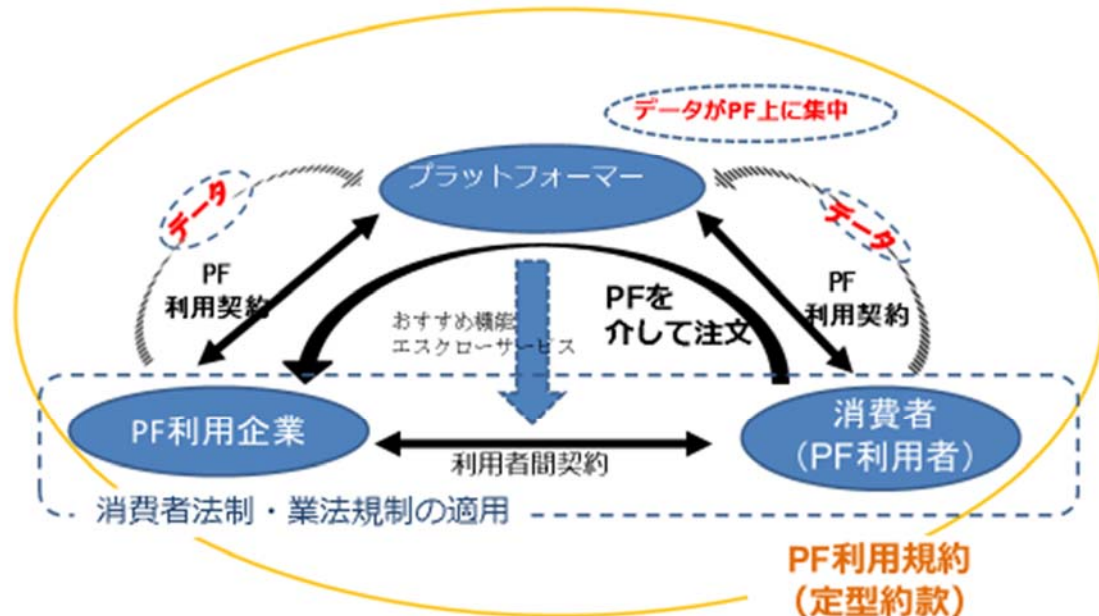 データがPF上に集中
プラットフォーマー
データ
データ
PF
利用契約
PF
利用契約
おすすめ機能
エスクローサービス
PFを
介して注文
PF利用企業
消費者
(PF利用者)
利用者間契約
消費者法制・業法規制の適用
PF利用規約
(定型約款)